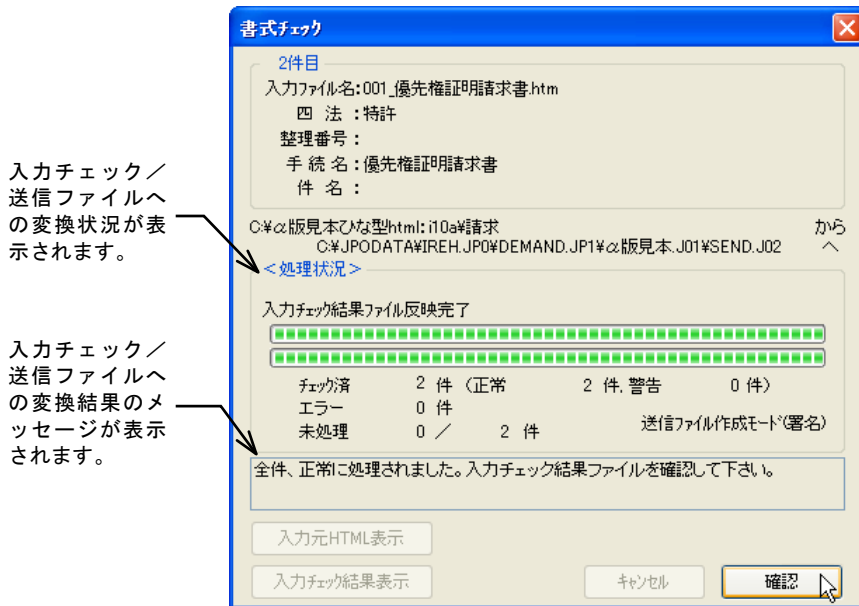 書式チェック
2件目
入力ファイル名:001_優先権証明請求書.htm
四 法 :特許
整理番号:
手 続 名:優先権証明請求書
件 名 :
入力チェック/
送信ファイルへ
の変換状況が表
示されます。
C:¥α版見本ひな型html:i10a¥請求 から
C:¥JPODATA¥IREH.JP0¥DEMAND.JP1¥α版見本.J01¥SEND.J02 へ
<処理状況>
入力チェック結果ファイル反映完了
入力チェック/
送信ファイルへ
の変換結果のメ
ッセージが表示
されます。
チェック済 2 件 (正常 2 件, 警告 0 件)
エラー 0 件
未処理 0 / 2 件 送信ファイル作成モード(署名)
全件、正常に処理されました。入力チェック結果ファイルを確認して下さい。
入力元HTML表示
入力チェック結果表示 キャンセル 確認